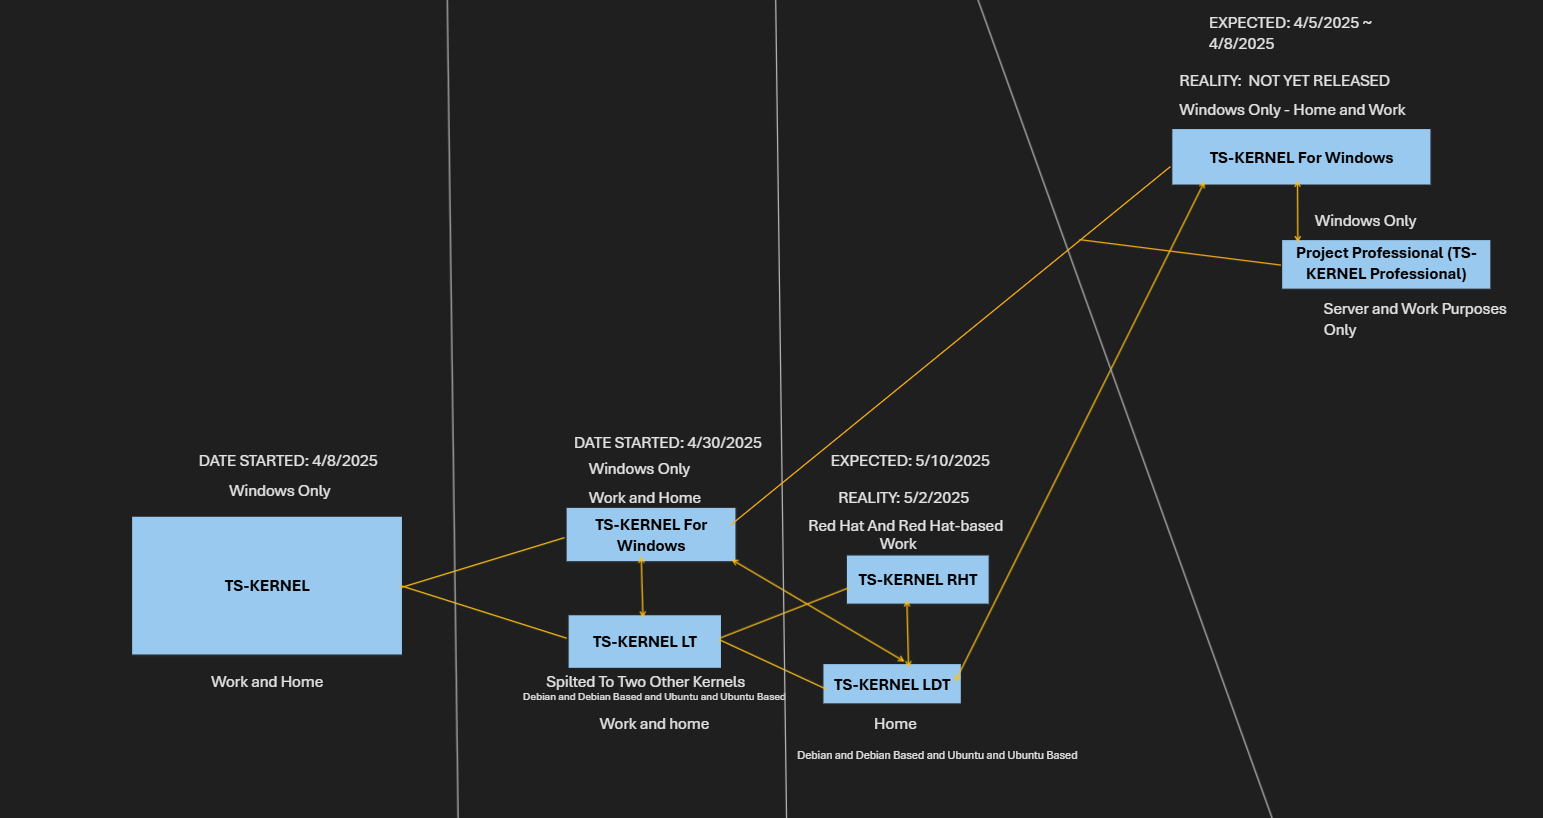 DATE STARTED: 4/8/2025
Windows Only
TS-KERNEL
Work and Home
DATE STARTED: 4/30/2025
Windows Only
Work and Home
TS-KERNEL For
Windows
TS-KERNEL LT
Spilted To Two Other Kernels
Debian and Debian Based and Ubuntu and Ubuntu Based
Work and home
EXPECTED: 5/10/2025
REALITY: 5/2/2025
Red Hat And Red Hat-based
Work
TS-KERNEL RHT
TS-KERNEL LDT
Home
Debian and Debian Based and Ubuntu and Ubuntu Based
EXPECTED: 4/5/2025 ~
4/8/2025
REALITY: NOT YET RELEASED
Windows Only - Home and Work
TS-KERNEL For Windows
Windows Only
Project Professional (TS-
KERNEL Professional)
Server and Work Purposes
Only